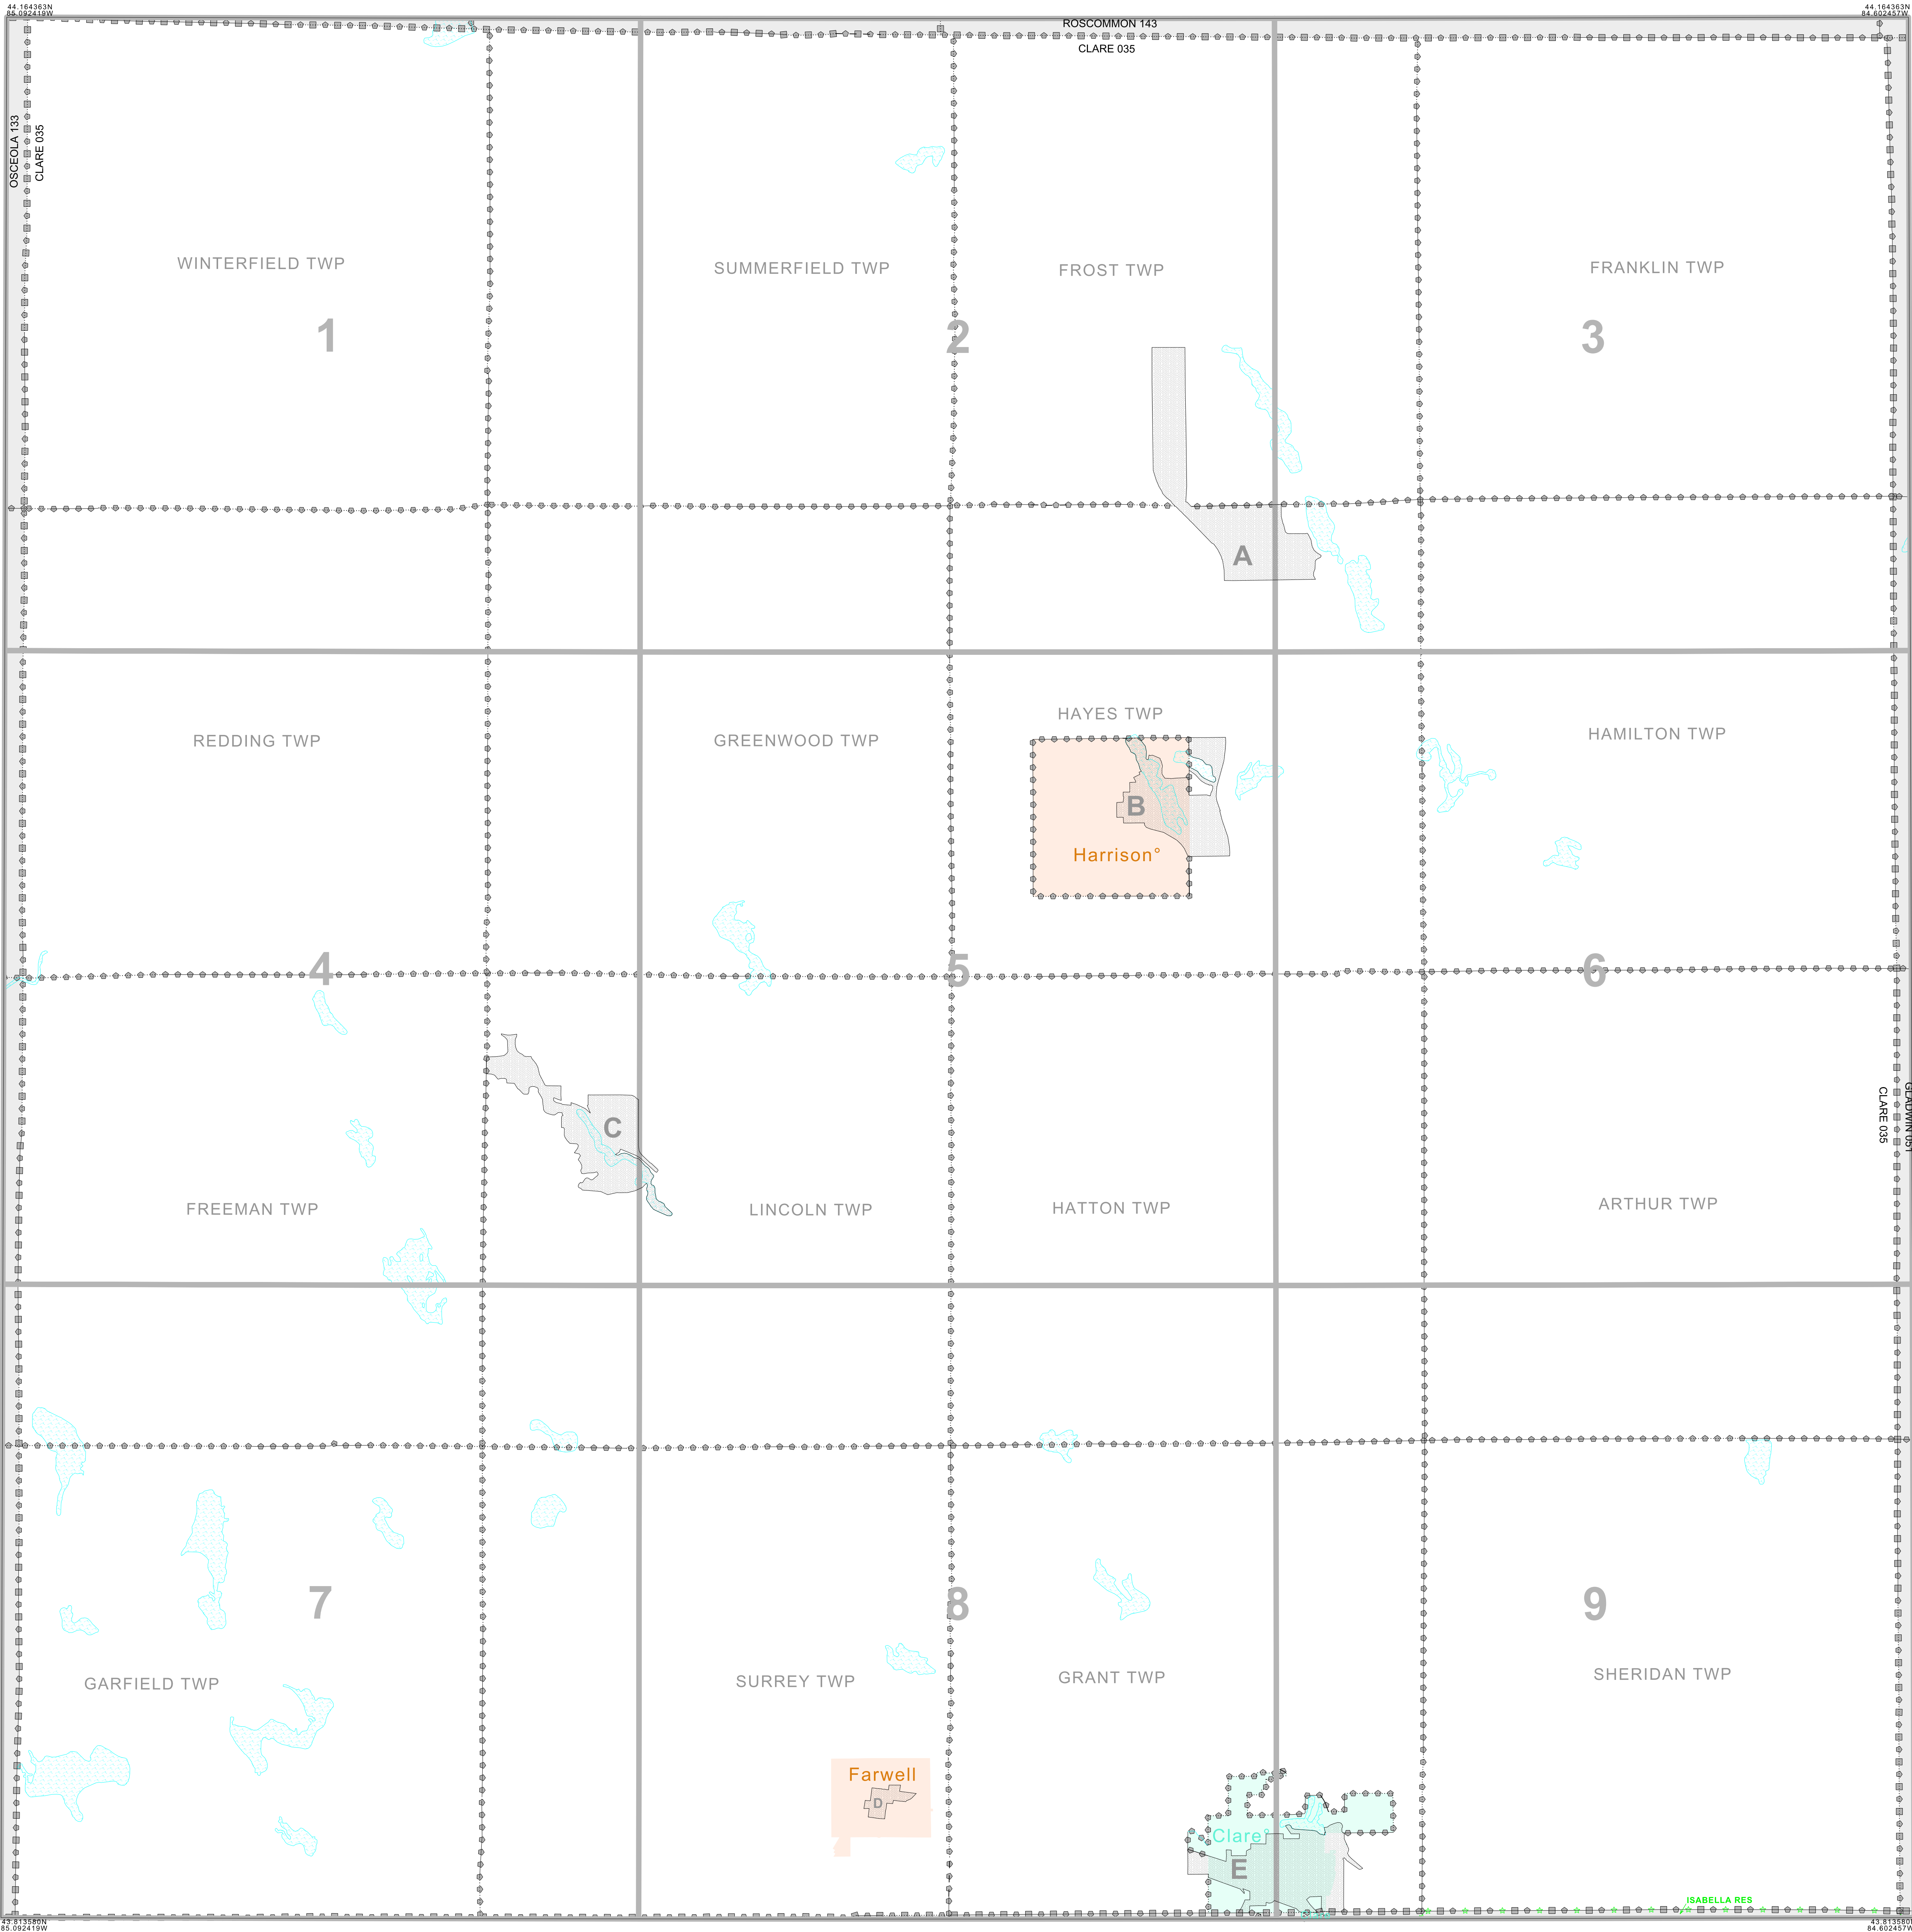 44.164363N
85.092419W
44.164363N
84.602457W
ROSCOMMON 143
CLARE 035
OSCEOLA 133
CLARE 035
WINTERFIELD TWP
SUMMERFIELD TWP
FROST TWP
FRANKLIN TWP
1
2
3
A
HAYES TWP
REDDING TWP
GREENWOOD TWP
HAMILTON TWP
B
Harrison°
4
5
6
C
CLARE 035
GLADWIN 051
FREEMAN TWP
LINCOLN TWP
HATTON TWP
ARTHUR TWP
7
8
9
GARFIELD TWP
SURREY TWP
GRANT TWP
SHERIDAN TWP
Farwell
D
Clare°
E
ISABELLA RES
43.813580N
85.092419W
43.813580N
84.602457W